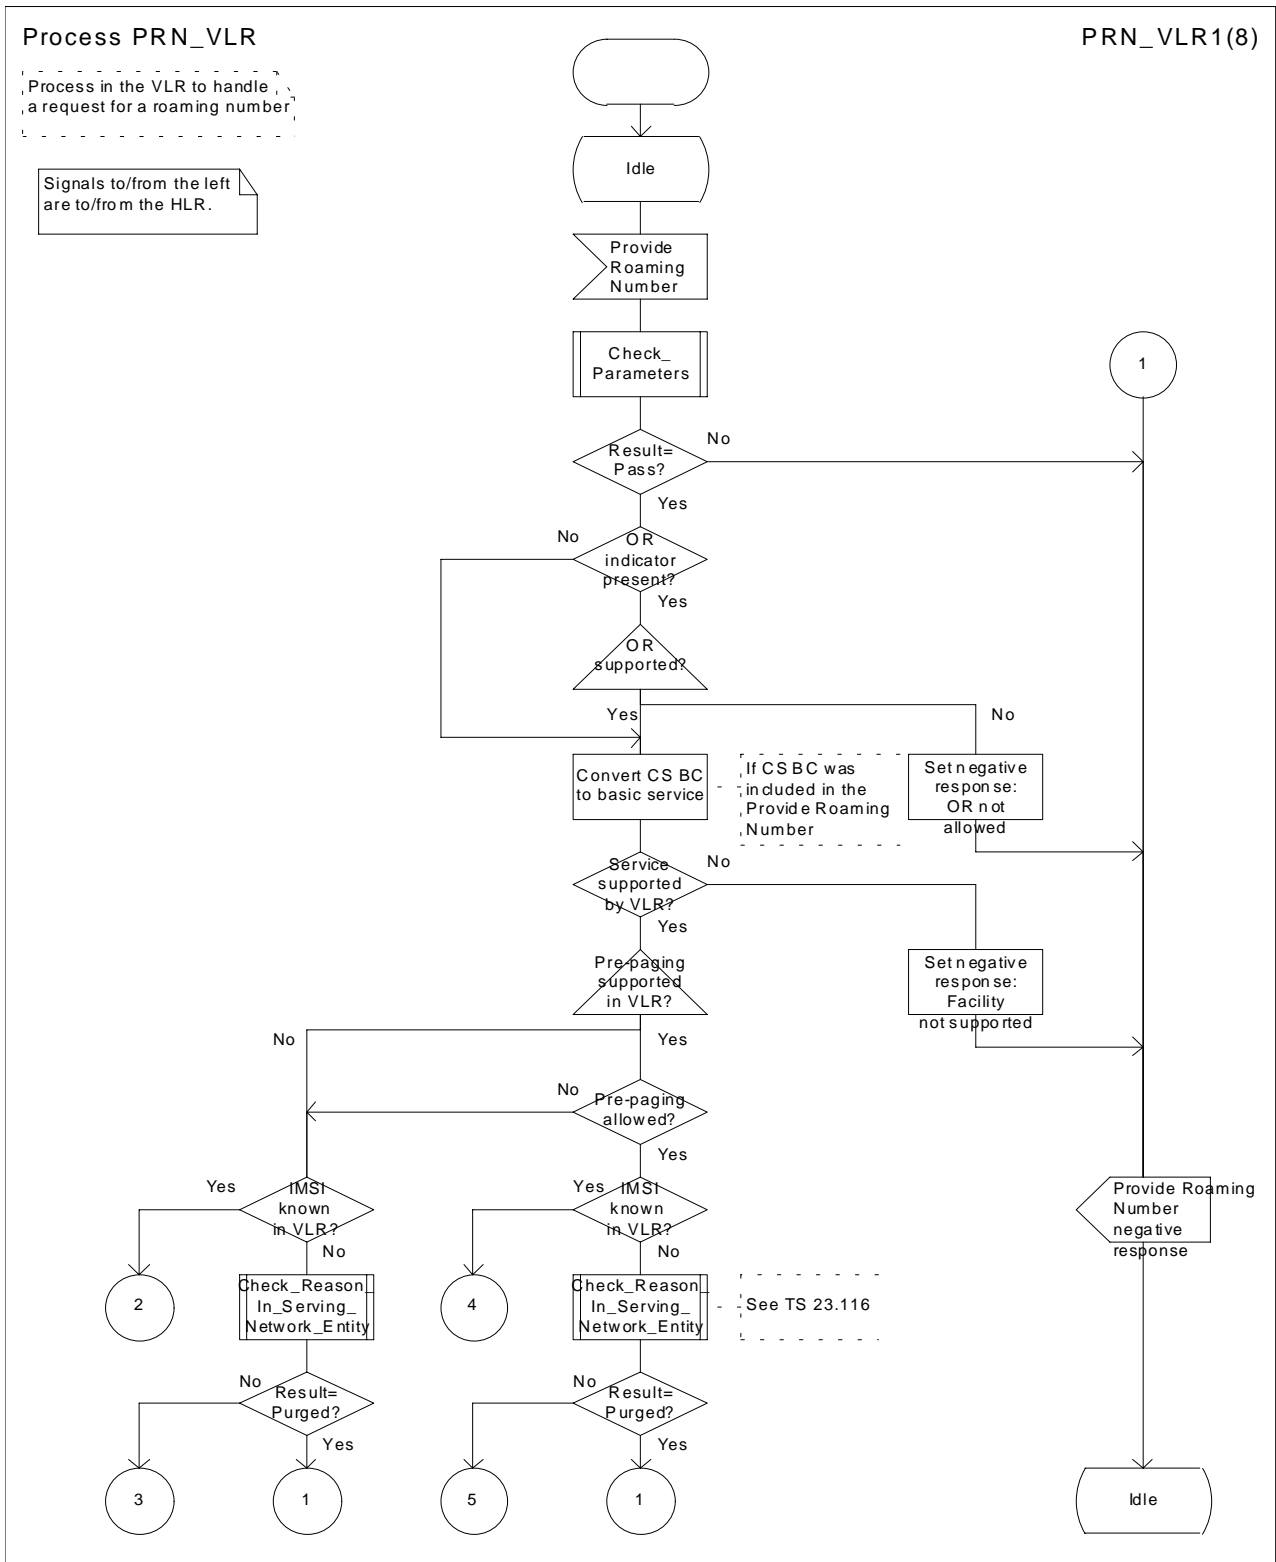 Process PRN_VLR
PRN_VLR1(8)
Process in the VLR to handle
a request for a roaming number
Signals to/from the left
are to/from the HLR.
Idle
Provide
Roaming
Number
Check_
Parameters
1
Result=
Pass?
No
Yes
OR
indicator
present?
No
Yes
OR
supported?
Yes
No
Convert CS BC
to basic service
If CS BC was
included in the
Provide Roaming
Number
Set negative
response:
OR not
allowed
Service
supported
by VLR?
No
Yes
Pre-paging
supported
in VLR?
Set negative
response:
Facility
not supported
No
Yes
No
Pre-paging
allowed?
Yes
Yes
IMSI
known
in VLR?
No
Yes
IMSI
known
in VLR?
No
Provide Roaming
Number
negative
response
2
Check_Reason_
In_Serving_
Network_Entity
4
Check_Reason_
In_Serving_
Network_Entity
See TS 23.116
No
Result=
Purged?
Yes
No
Result=
Purged?
Yes
3
1
5
1
Idle